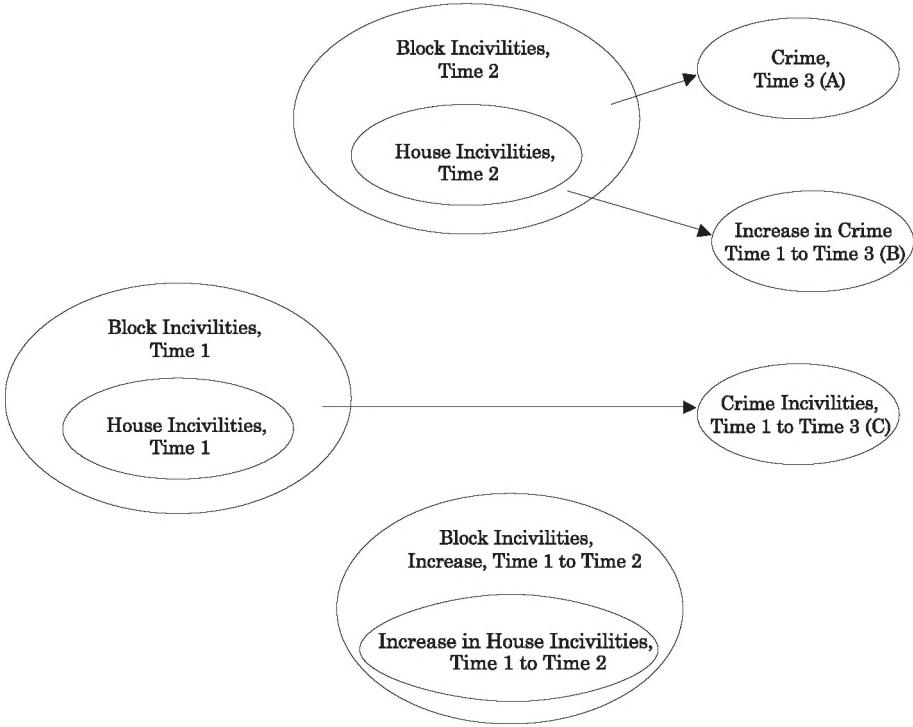 Block Incivilities,
Time 2
House Incivilities,
Time 2
Crime,
Time 3 (A)
Increase in Crime
Time 1 to Time 3 (B)
Block Incivilities,
Time 1
House Incivilities,
Time 1
Crime Incivilities,
Time 1 to Time 3 (C)
Block Incivilities,
Increase, Time 1 to Time 2
Increase in House Incivilities,
Time 1 to Time 2